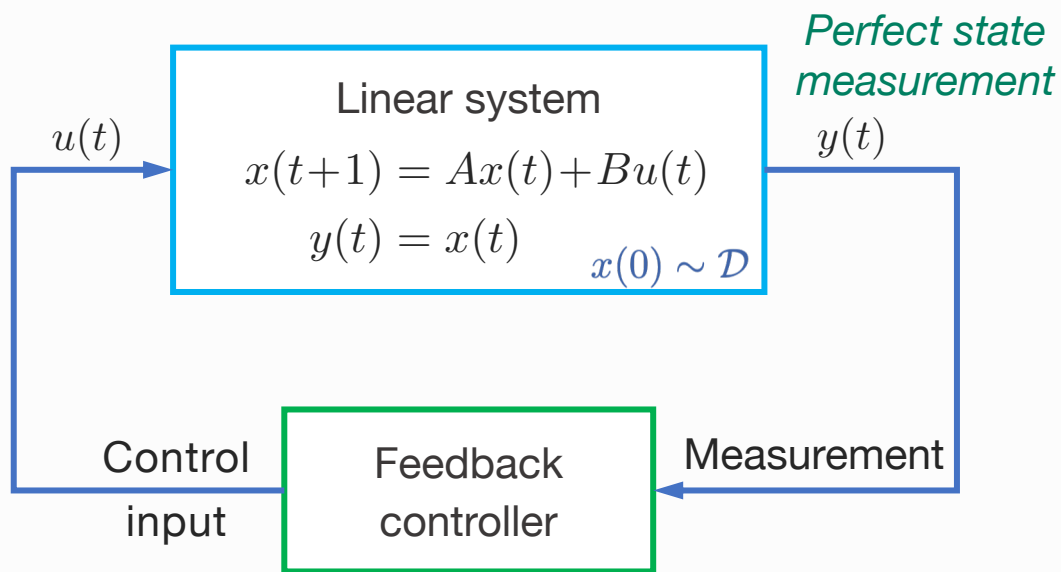 Perfect state
measurement
Linear system
u(t)
x(t+1) = Ax(t)+Bu(t)
y(t)
y(t) = x(t)
x(0) ∼ 𝒟
Control
input
Feedback
controller
Measurement